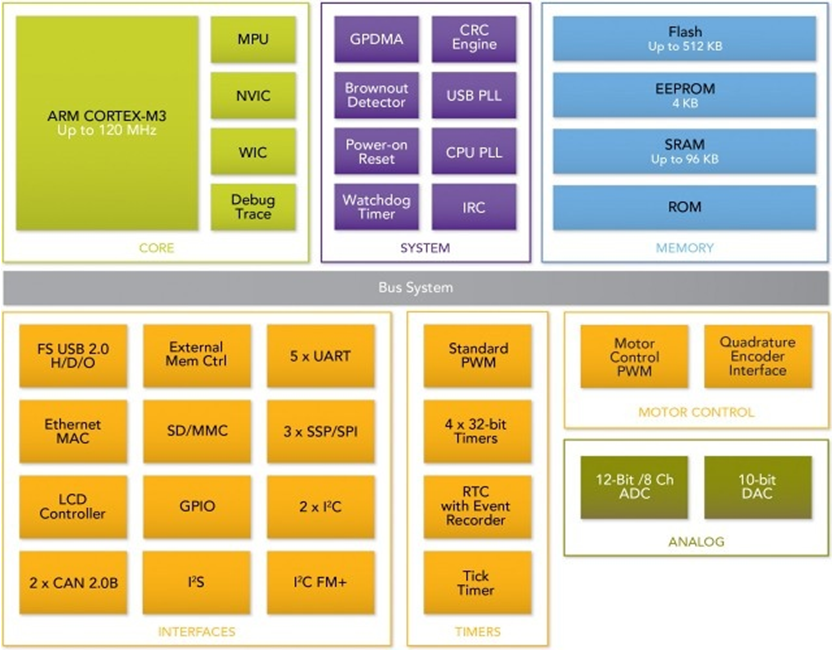 ARM CORTEX-M3
Up to 120 MHz
MPU
NVIC
WIC
Debug
Trace
CORE
GPDMA
CRC
Engine
Brownout
Detector
USB PLL
Power-on
Reset
CPU PLL
Watchdog
Timer
IRC
SYSTEM
Flash
Up to 512 KB
EEPROM
4 KB
SRAM
Up to 96 KB
ROM
MEMORY
Bus System
FS USB 2.0
H/D/O
External
Mem Ctrl
5 x UART
Ethernet
MAC
SD/MMC
3 x SSP/SPI
LCD
Controller
GPIO
2 x I²C
2 x CAN 2.0B
I²S
I²C FM+
INTERFACES
Standard
PWM
4 x 32-bit
Timers
RTC
with Event
Recorder
Tick
Timer
TIMERS
Motor
Control
PWM
Quadrature
Encoder
Interface
MOTOR CONTROL
12-Bit /8 Ch
ADC
10-bit
DAC
ANALOG